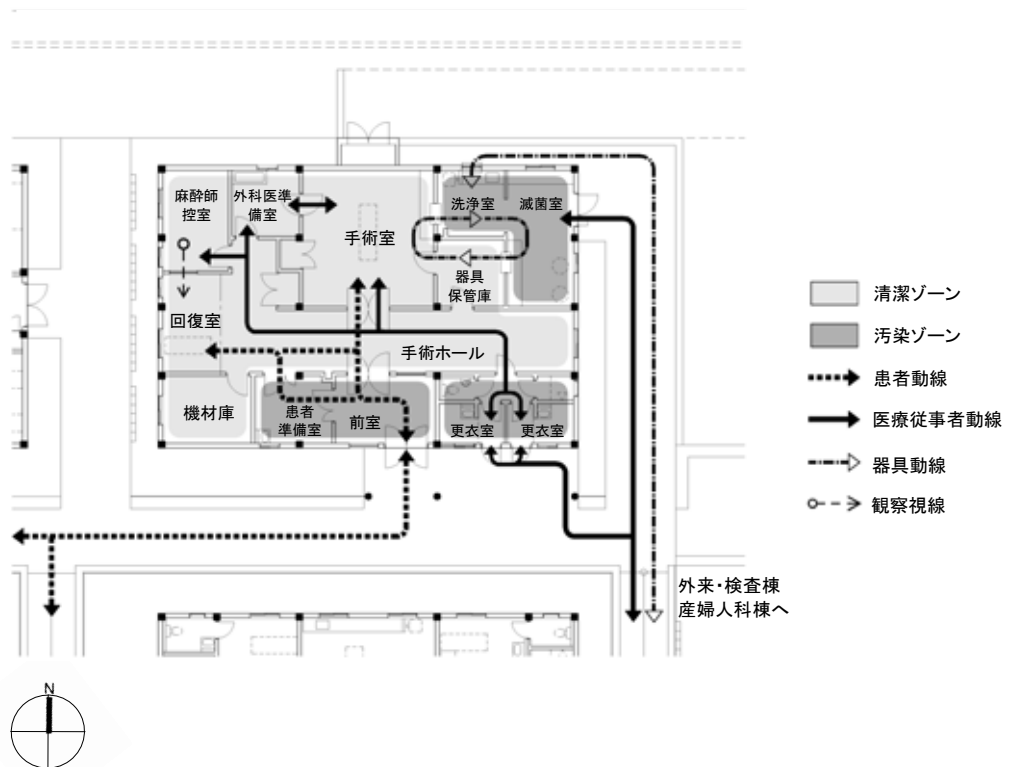 麻酔師
控室
外科医準
備室
手術室
洗浄室
滅菌室
器具
保管庫
回復室
手術ホール
機材庫
患者
準備室
前室
更衣室
更衣室
清潔ゾーン
汚染ゾーン
患者動線
医療従事者動線
器具動線
観察視線
外来・検査棟
産婦人科棟へ
N